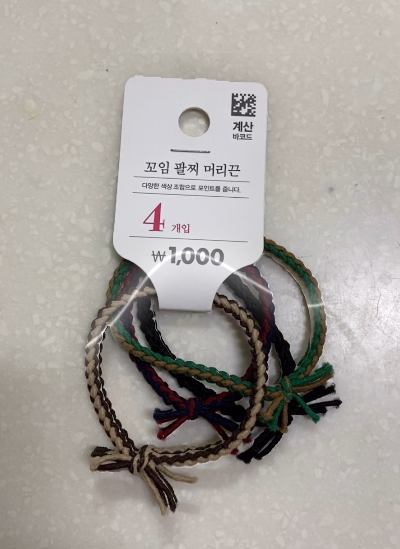 계산
바코드
꼬임 팔찌 머리끈
다양한 색상 조합으로 포인트를 줍니다.
4 개입
₩1,000